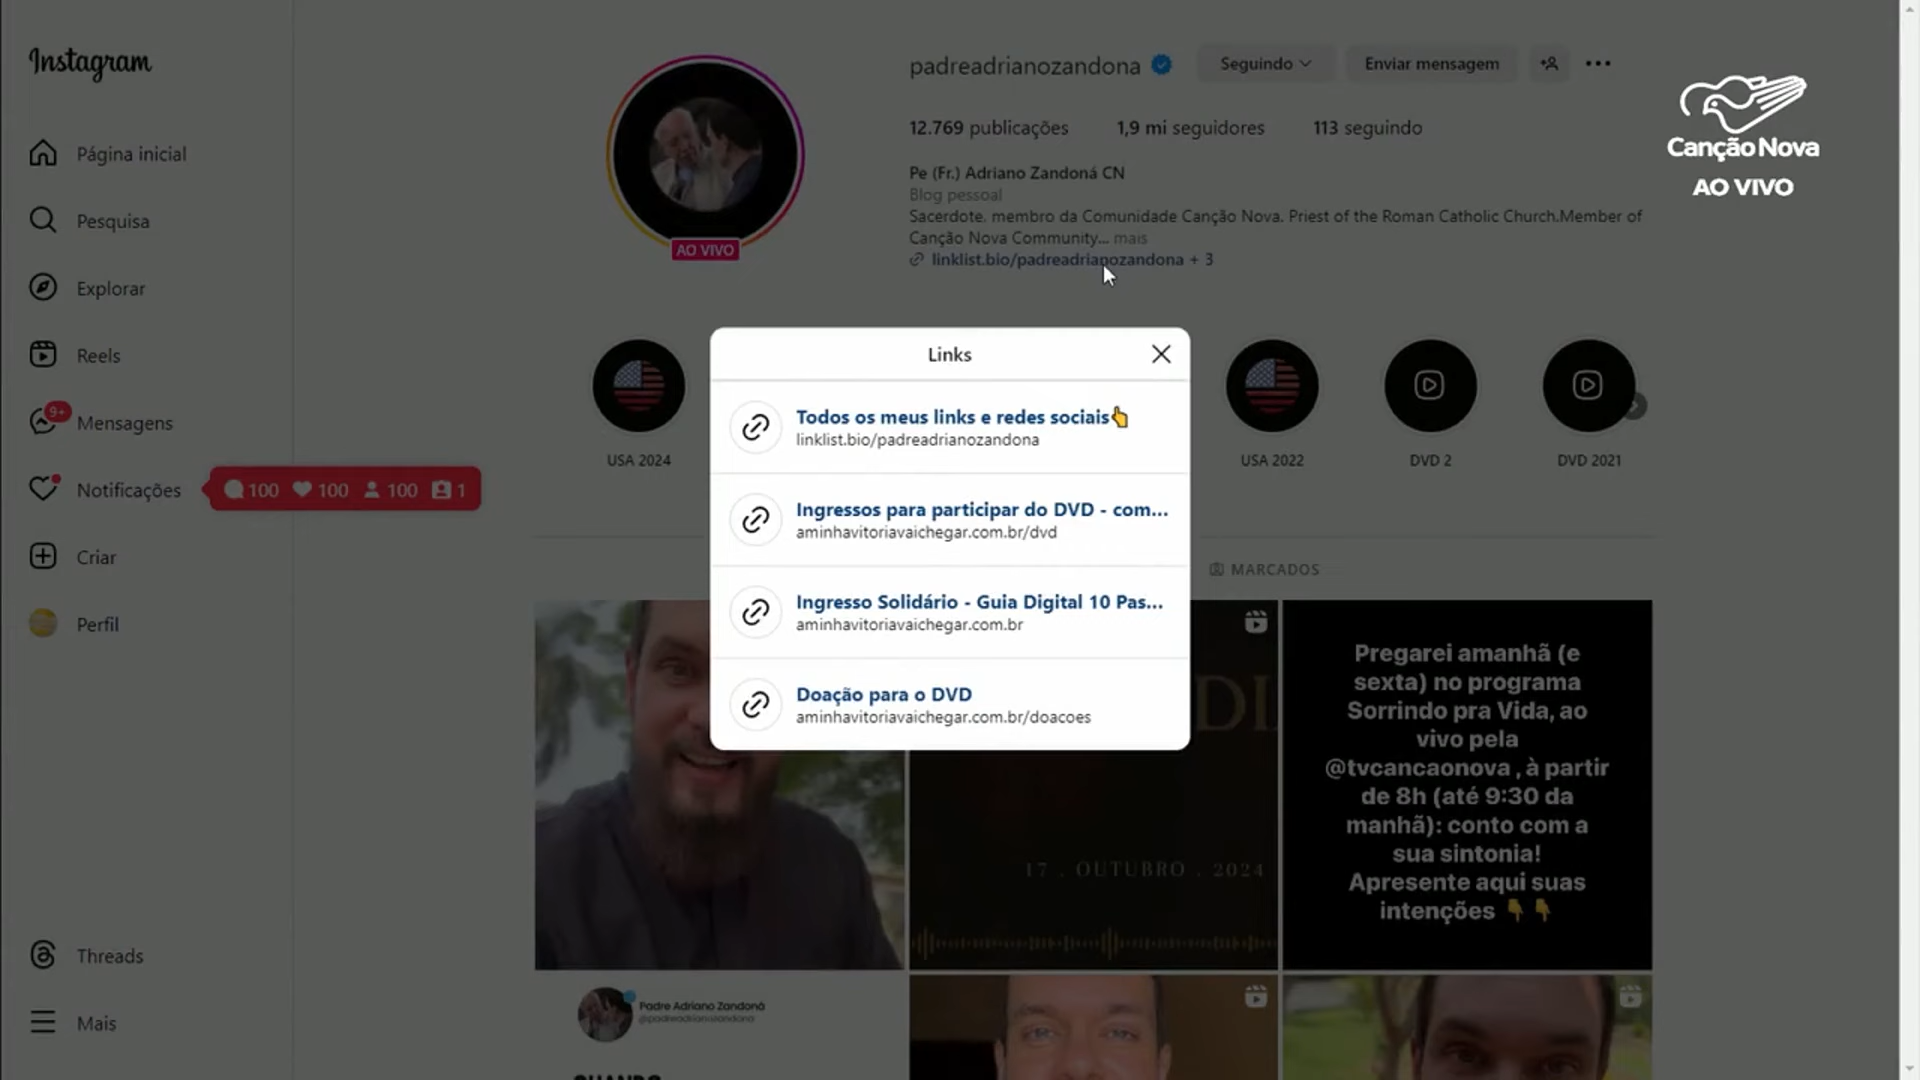 Instagram
Página inicial
Pesquisa
Explorar
Reels
9+
Mensagens
Notificações
100 100 100 1
Criar
Perfil
Threads
Mais
padreadrianozandona
Seguindo
Enviar mensagem
12.769 publicações 1,9 mi seguidores 113 seguindo
Pe (Fr.) Adriano Zandoná CN
Blog pessoal
Sacerdote. membro da Comunidade Canção Nova. Priest of the Roman Catholic Church.Member of
Canção Nova Community... mais
linklist.bio/padreadrianozandona + 3
AO VIVO
Canção Nova
AO VIVO
USA 2024
USA 2022
DVD 2
DVD 2021
Links
Todos os meus links e redes sociais👆
linklist.bio/padreadrianozandona
Ingressos para participar do DVD - com...
aminhavitoriavaichegar.com.br/dvd
Ingresso Solidário - Guia Digital 10 Pas...
aminhavitoriavaichegar.com.br
Doação para o DVD
aminhavitoriavaichegar.com.br/doacoes
MARCADOS
17 . OUTUBRO . 2024
Pregarei amanhã (e
sexta) no programa
Sorrindo pra Vida, ao
vivo pela
@tvcancaonova , à partir
de 8h (até 9:30 da
manhã): conto com a
sua sintonia!
Apresente aqui suas
intenções 👇👇
Padre Adriano Zandoná
@padreadrianozandona
QUANDO